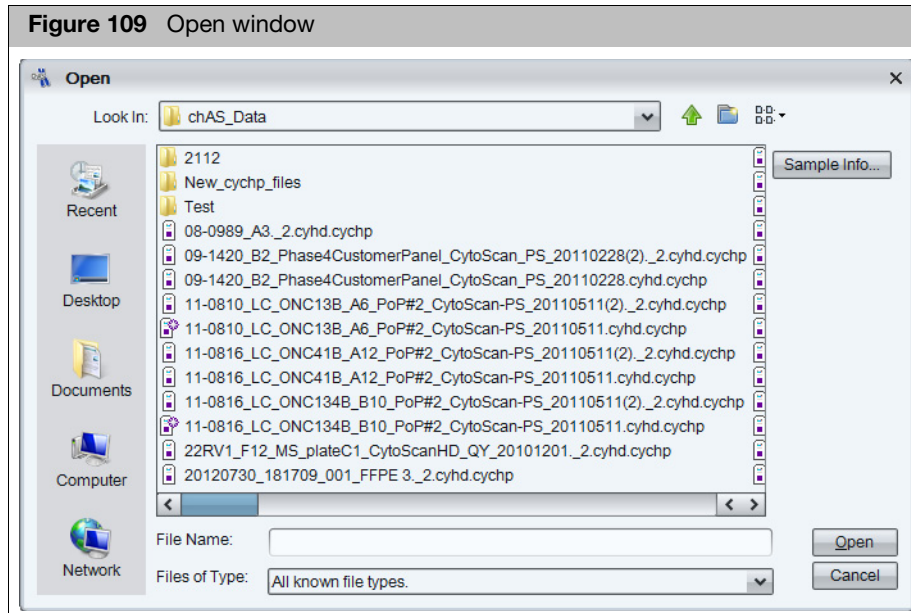 Figure 109 Open window
Open
Look In: chAS_Data
Sample Info...
Recent
Desktop
Documents
Computer
Network
2112
New_cychp_files
Test
08-0989_A3._2.cyhd.cychp
09-1420_B2_Phase4CustomerPanel_CytoScan_PS_20110228(2)._2.cyhd.cychp
09-1420_B2_Phase4CustomerPanel_CytoScan_PS_20110228.cyhd.cychp
11-0810_LC_ONC13B_A6_PoP#2_CytoScan-PS_20110511(2)._2.cyhd.cychp
11-0810_LC_ONC13B_A6_PoP#2_CytoScan-PS_20110511.cyhd.cychp
11-0816_LC_ONC41B_A12_PoP#2_CytoScan-PS_20110511(2)._2.cyhd.cychp
11-0816_LC_ONC41B_A12_PoP#2_CytoScan-PS_20110511.cyhd.cychp
11-0816_LC_ONC134B_B10_PoP#2_CytoScan-PS_20110511(2)._2.cyhd.cychp
11-0816_LC_ONC134B_B10_PoP#2_CytoScan-PS_20110511.cyhd.cychp
22RV1_F12_MS_plateC1_CytoScanHD_QY_20101201._2.cyhd.cychp
20120730_181709_001_FFPE 3._2.cyhd.cychp
File Name:
Open
Files of Type: All known file types.
Cancel